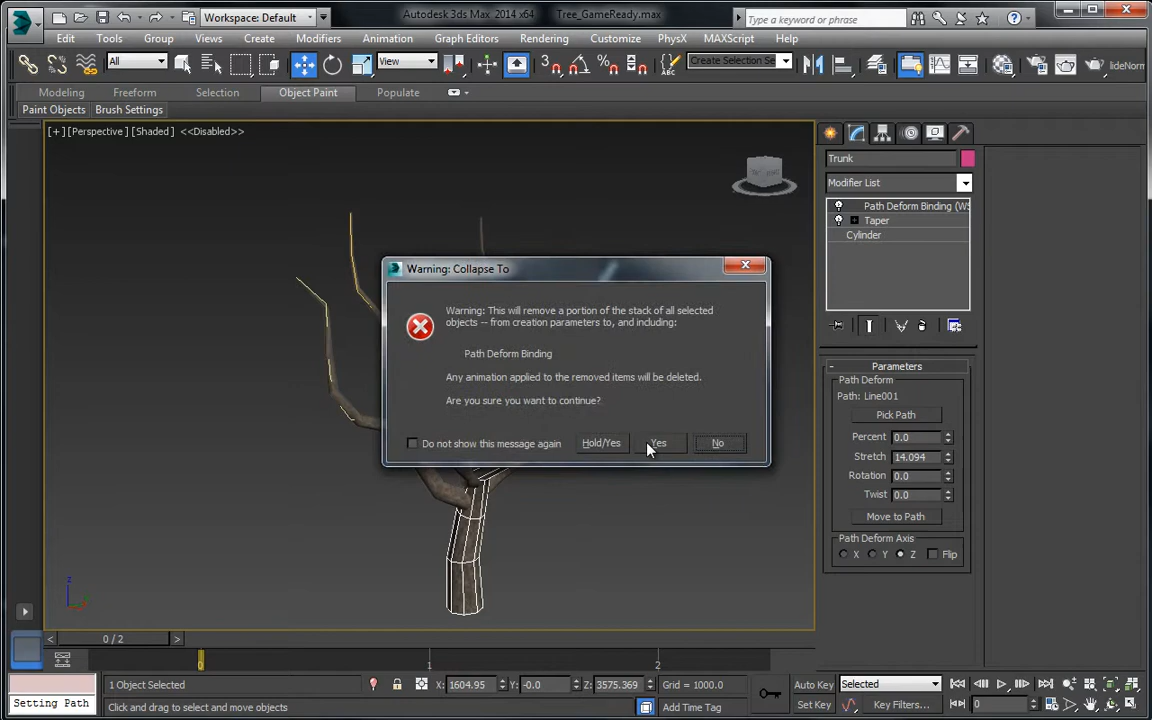 Workspace: Default
Autodesk 3ds Max 2014 x64 Tree_GameReady.max
Type a keyword or phrase
Edit Tools Group Views Create Modifiers Animation Graph Editors Rendering Customize PhysX MAXScript Help
All View Create Selection Se
Modeling Freeform Selection Object Paint Populate
Paint Objects Brush Settings
[+][Perspective][Shaded] <<Disabled>>
Trunk
Modifier List
Path Deform Binding (WS
Taper
Cylinder
Warning: Collapse To
Warning: This will remove a portion of the stack of all selected
objects -- from creation parameters to, and including:
Path Deform Binding
Any animation applied to the removed items will be deleted.
Are you sure you want to continue?
Do not show this message again Hold/Yes Yes No
Parameters
Path Deform
Path: Line001
Pick Path
Percent 0.0
Stretch 14.094
Rotation 0.0
Twist 0.0
Move to Path
Path Deform Axis
X Y Z Flip
z
0 / 2
0 1 2
1 Object Selected X: 1604.95 Y: -0.0 Z: 3575.369 Grid = 1000.0 Auto Key Selected
Setting Path Click and drag to select and move objects Add Time Tag Set Key Key Filters... 0